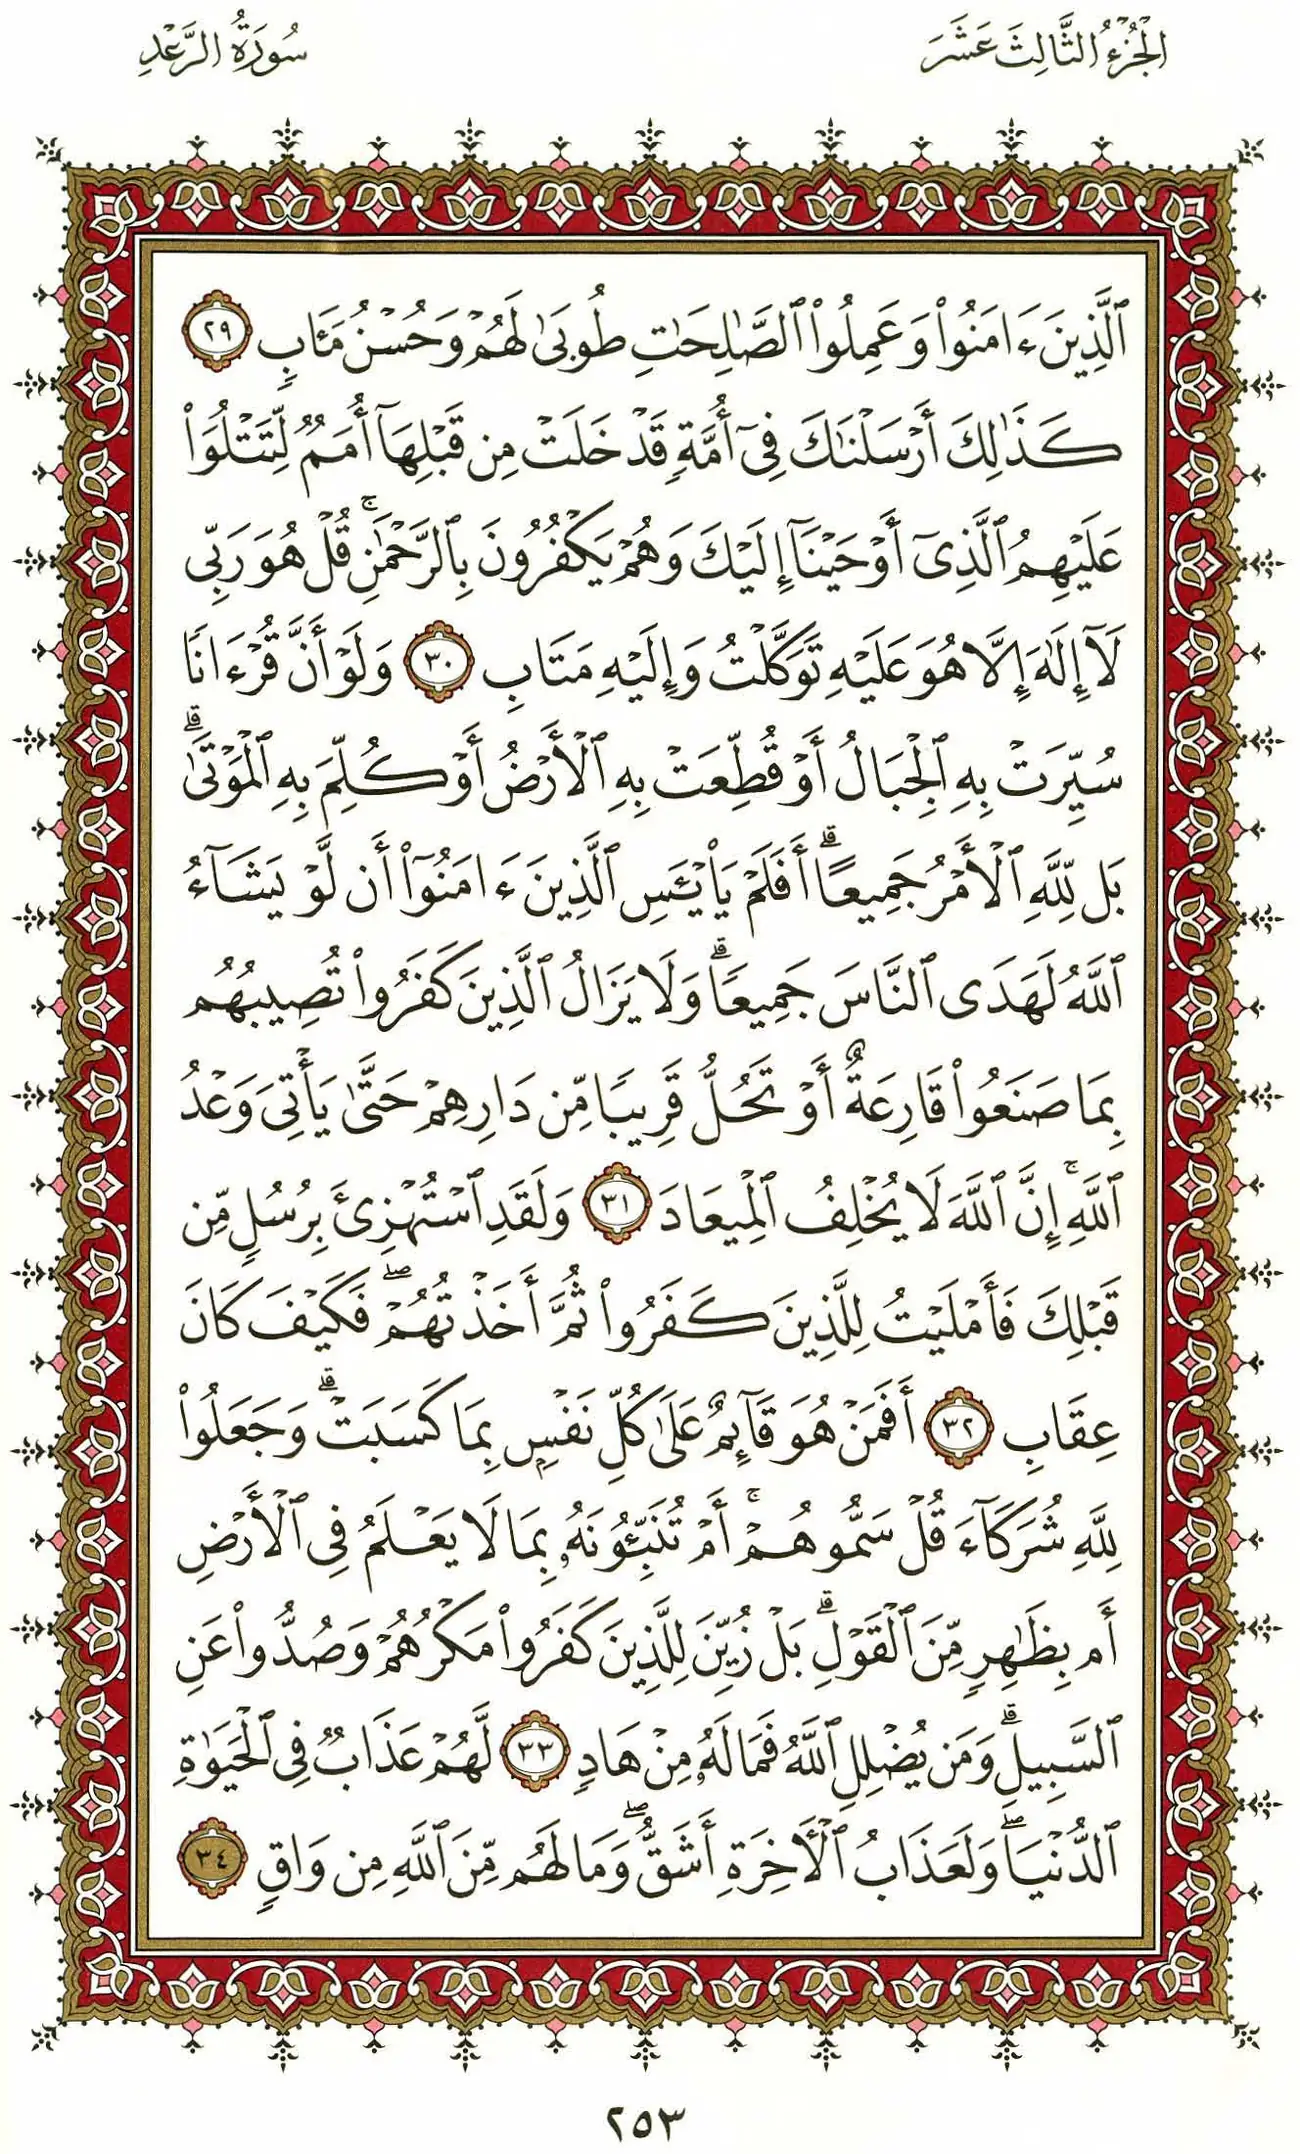 الجزء الثالث عشر
سورة الرعد
ٱلَّذِينَ ءَامَنُوا۟ وَعَمِلُوا۟ ٱلصَّٰلِحَٰتِ طُوبَىٰ لَهُمْ وَحُسْنُ مَـَٔابٍ ٢٩
كَذَٰلِكَ أَرْسَلْنَٰكَ فِىٓ أُمَّةٍ قَدْ خَلَتْ مِن قَبْلِهَآ أُمَمٌ لِّتَتْلُوَا۟
عَلَيْهِمُ ٱلَّذِىٓ أَوْحَيْنَآ إِلَيْكَ وَهُمْ يَكْفُرُونَ بِٱلرَّحْمَٰنِ ۚ قُلْ هُوَ رَبِّى
لَآ إِلَٰهَ إِلَّا هُوَ عَلَيْهِ تَوَكَّلْتُ وَإِلَيْهِ مَتَابِ ٣٠ وَلَوْ أَنَّ قُرْءَانًا
سُيِّرَتْ بِهِ ٱلْجِبَالُ أَوْ قُطِّعَتْ بِهِ ٱلْأَرْضُ أَوْ كُلِّمَ بِهِ ٱلْمَوْتَىٰ ۗ
بَل لِّلَّهِ ٱلْأَمْرُ جَمِيعًا ۗ أَفَلَمْ يَا۟يْـَٔسِ ٱلَّذِينَ ءَامَنُوٓا۟ أَن لَّوْ يَشَآءُ
ٱللَّهُ لَهَدَى ٱلنَّاسَ جَمِيعًا ۗ وَلَا يَزَالُ ٱلَّذِينَ كَفَرُوا۟ تُصِيبُهُم
بِمَا صَنَعُوا۟ قَارِعَةٌ أَوْ تَحُلُّ قَرِيبًا مِّن دَارِهِمْ حَتَّىٰ يَأْتِىَ وَعْدُ
ٱللَّهِ ۚ إِنَّ ٱللَّهَ لَا يُخْلِفُ ٱلْمِيعَادَ ٣١ وَلَقَدِ ٱسْتُهْزِئَ بِرُسُلٍ مِّن
قَبْلِكَ فَأَمْلَيْتُ لِلَّذِينَ كَفَرُوا۟ ثُمَّ أَخَذْتُهُمْ ۖ فَكَيْفَ كَانَ
عِقَابِ ٣٢ أَفَمَنْ هُوَ قَآئِمٌ عَلَىٰ كُلِّ نَفْسٍۭ بِمَا كَسَبَتْ ۗ وَجَعَلُوا۟
لِلَّهِ شُرَكَآءَ قُلْ سَمُّوهُمْ ۚ أَمْ تُنَبِّـُٔونَهُۥ بِمَا لَا يَعْلَمُ فِى ٱلْأَرْضِ
أَم بِظَٰهِرٍ مِّنَ ٱلْقَوْلِ ۗ بَلْ زُيِّنَ لِلَّذِينَ كَفَرُوا۟ مَكْرُهُمْ وَصُدُّوا۟ عَنِ
ٱلسَّبِيلِ ۗ وَمَن يُضْلِلِ ٱللَّهُ فَمَا لَهُۥ مِنْ هَادٍ ٣٣ لَّهُمْ عَذَابٌ فِى ٱلْحَيَوٰةِ
ٱلدُّنْيَا ۖ وَلَعَذَابُ ٱلْأَخِرَةِ أَشَقُّ ۖ وَمَا لَهُم مِّنَ ٱللَّهِ مِن وَاقٍ ٣٤
٢٥٣